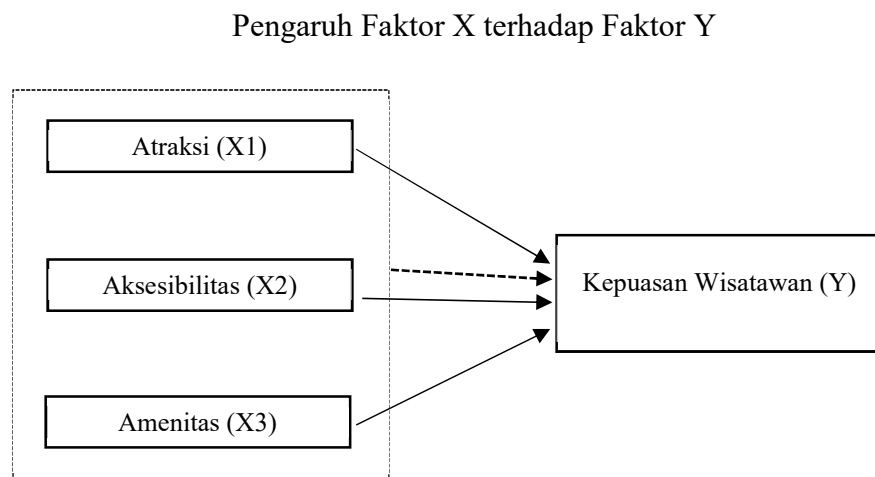 Pengaruh Faktor X terhadap Faktor Y
Atraksi (X1)
Aksesibilitas (X2)
Kepuasan Wisatawan (Y)
Amenitas (X3)